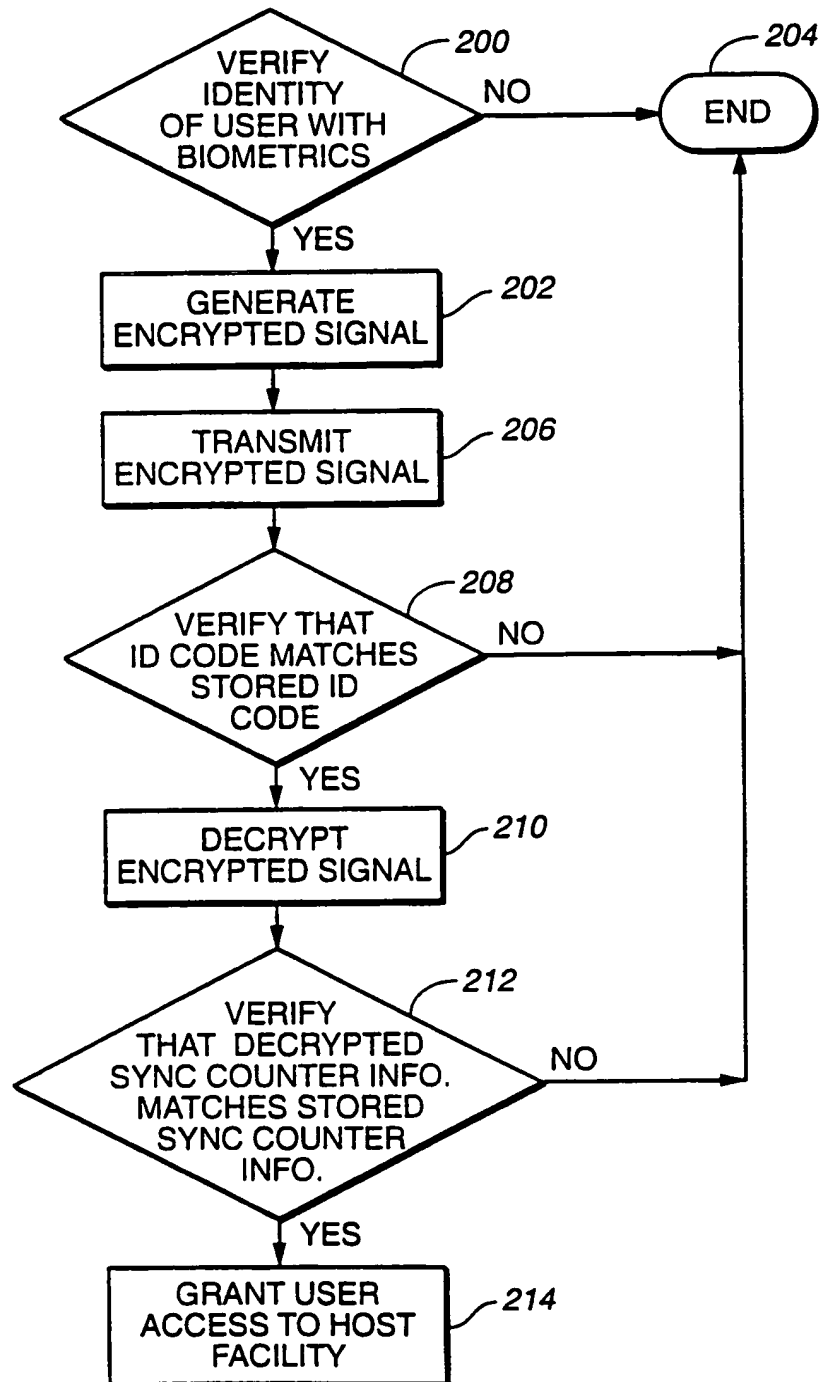 200
VERIFY
IDENTITY
OF USER WITH
BIOMETRICS
NO
204
END
YES
GENERATE
ENCRYPTED SIGNAL
202
TRANSMIT
ENCRYPTED SIGNAL
206
208
VERIFY THAT
ID CODE MATCHES
STORED ID
CODE
NO
YES
DECRYPT
ENCRYPTED SIGNAL
210
212
VERIFY
THAT DECRYPTED
SYNC COUNTER INFO.
MATCHES STORED
SYNC COUNTER
INFO.
NO
YES
GRANT USER
ACCESS TO HOST
FACILITY
214